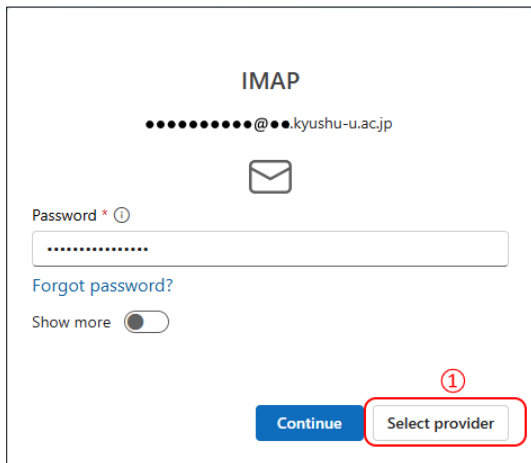 IMAP
●●●●●●●●●●@●●.kyushu-u.ac.jp
Password * ⓘ
••••••••••••••••
Forgot password?
Show more
①
Continue Select provider